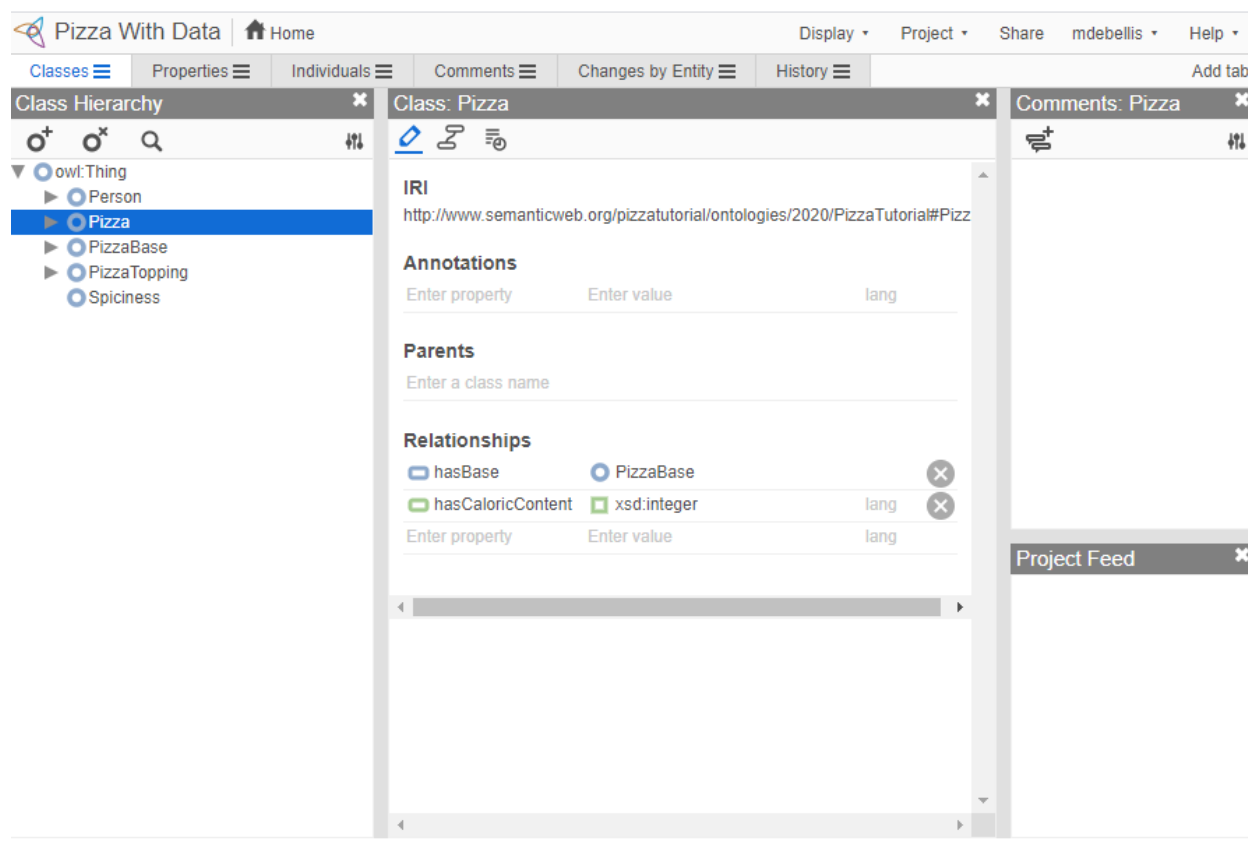 Pizza With Data Home Display Project Share mdebellis Help
Classes Properties Individuals Comments Changes by Entity History Add tab
Class Hierarchy
owl:Thing
Person
Pizza
PizzaBase
PizzaTopping
Spiciness
Class: Pizza
IRI
http://www.semanticweb.org/pizzatutorial/ontologies/2020/PizzaTutorial#Pizz
Annotations
Enter property Enter value lang
Parents
Enter a class name
Relationships
hasBase PizzaBase
hasCaloricContent xsd:integer lang
Enter property Enter value lang
Comments: Pizza
Project Feed